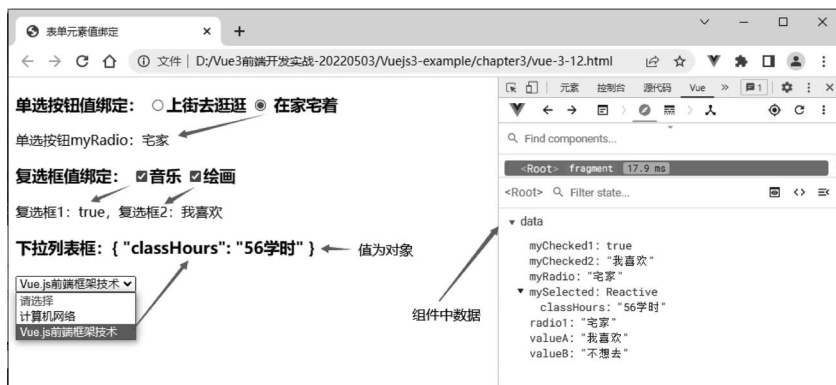 表单元素值绑定
文件 | D:/Vue3前端开发实战-20220503/Vuejs3-example/chapter3/vue-3-12.html
单选按钮值绑定： 上街去逛逛 在家宅着
单选按钮myRadio：宅家
复选框值绑定： 音乐 绘画
复选框1：true，复选框2：我喜欢
下拉列表框：{ "classHours": "56学时" }
值为对象
Vue.js前端框架技术
请选择
计算机网络
Vue.js前端框架技术
组件中数据
元素 控制台 源代码 Vue » 1
Find components...
<Root> fragment 17.9 ms
<Root> Filter state...
data
myChecked1: true
myChecked2: "我喜欢"
myRadio: "宅家"
mySelected: Reactive
classHours: "56学时"
radio1: "宅家"
valueA: "我喜欢"
valueB: "不想去"